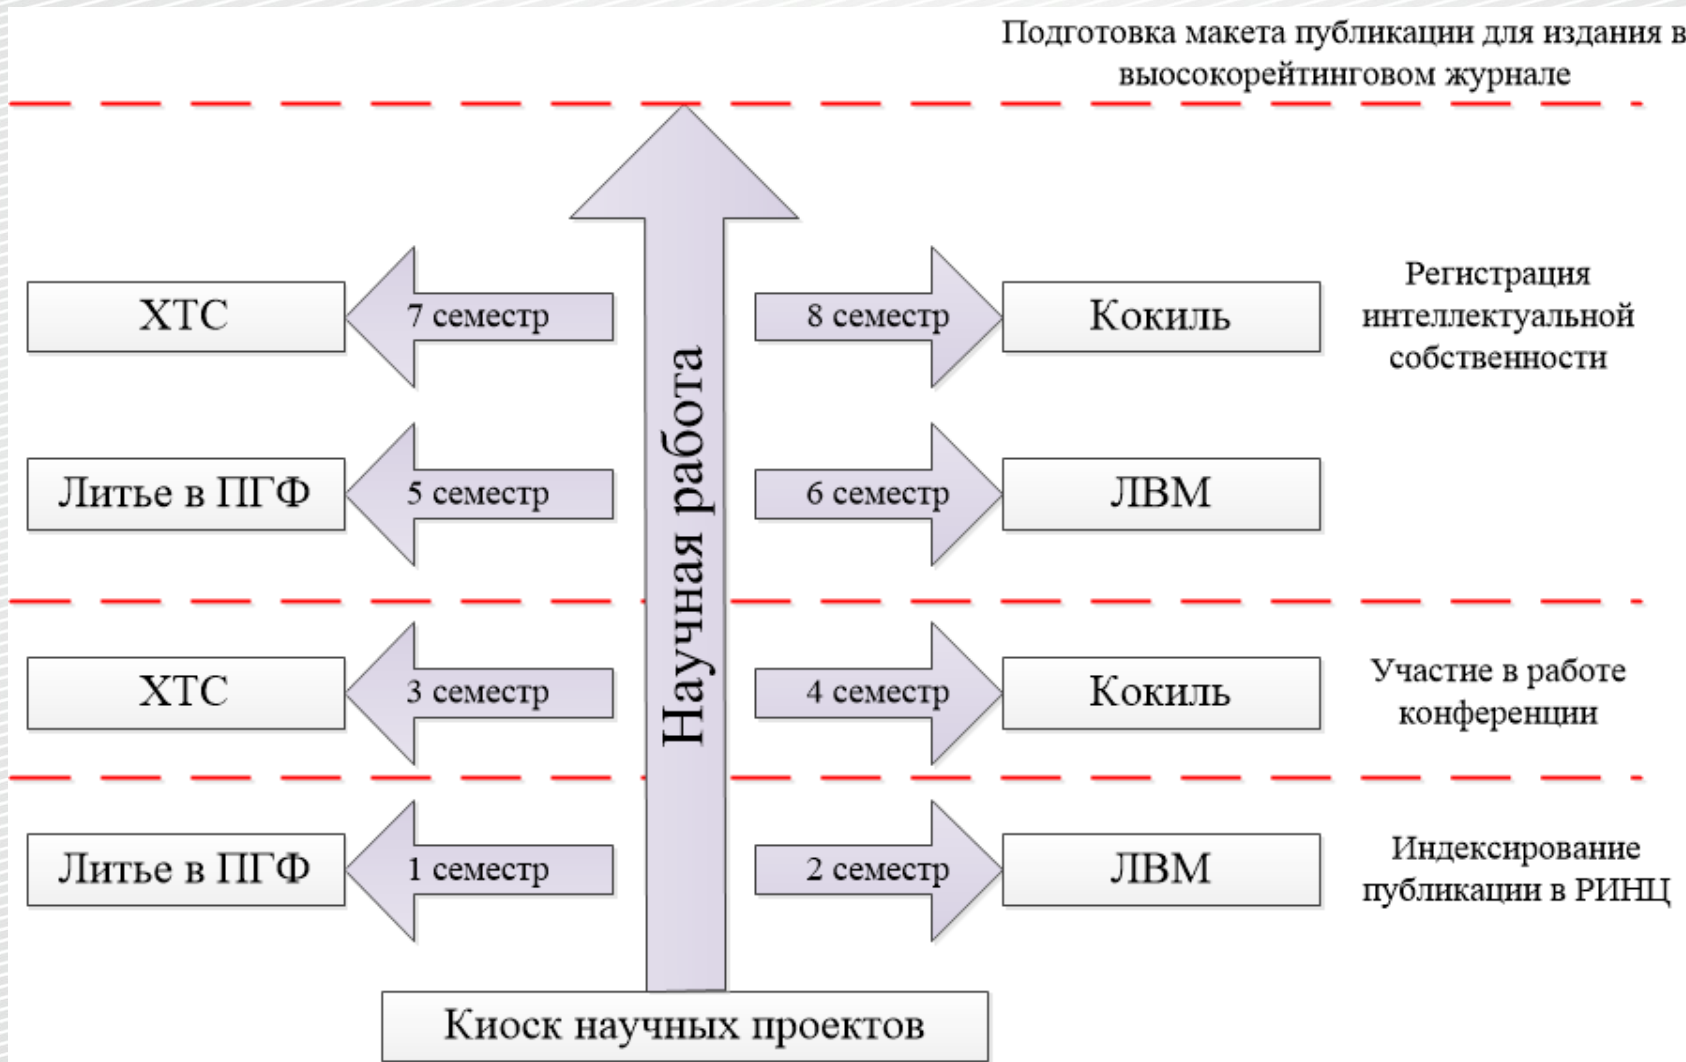 Подготовка макета публикации для издания в
выосокорейтинговом журнале
ХТС
7 семестр
8 семестр
Кокиль
Регистрация
интеллектуальной
собственности
Научная работа
Литье в ПГФ
5 семестр
6 семестр
ЛВМ
ХТС
3 семестр
4 семестр
Кокиль
Участие в работе
конференции
Литье в ПГФ
1 семестр
2 семестр
ЛВМ
Индексирование
публикации в РИНЦ
Киоск научных проектов